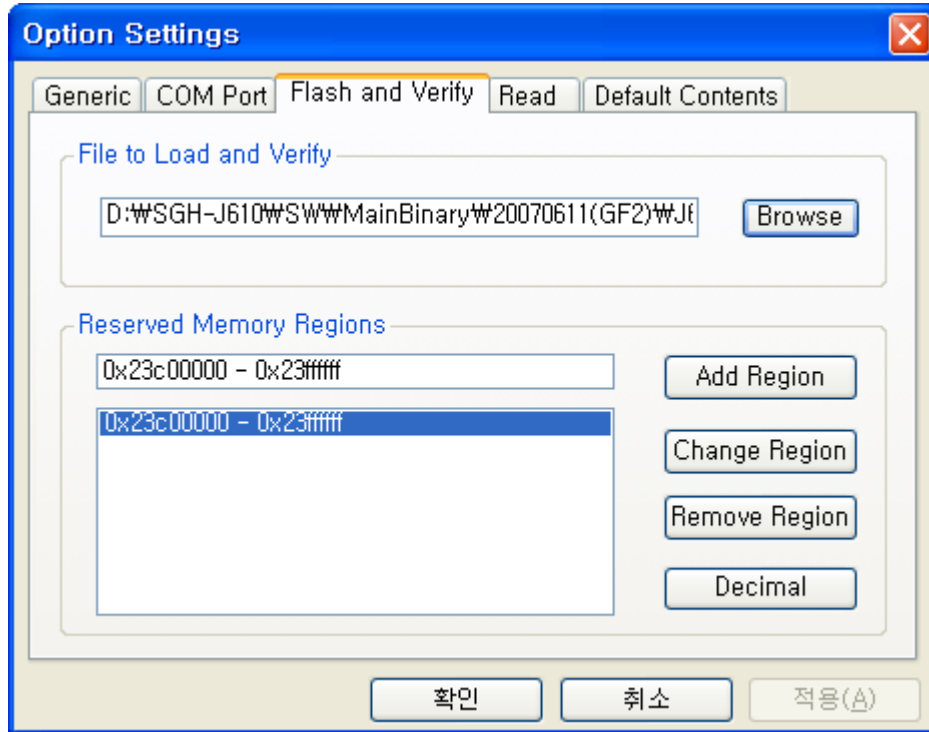 Option Settings
Generic COM Port Flash and Verify Read Default Contents
File to Load and Verify
D:₩SGH-J610₩SW₩MainBinary₩20070611(GF2)₩J6 Browse
Reserved Memory Regions
0x23c00000 - 0x23ffffff Add Region
0x23c00000 - 0x23ffffff
Change Region
Remove Region
Decimal
확인 취소 적용(A)